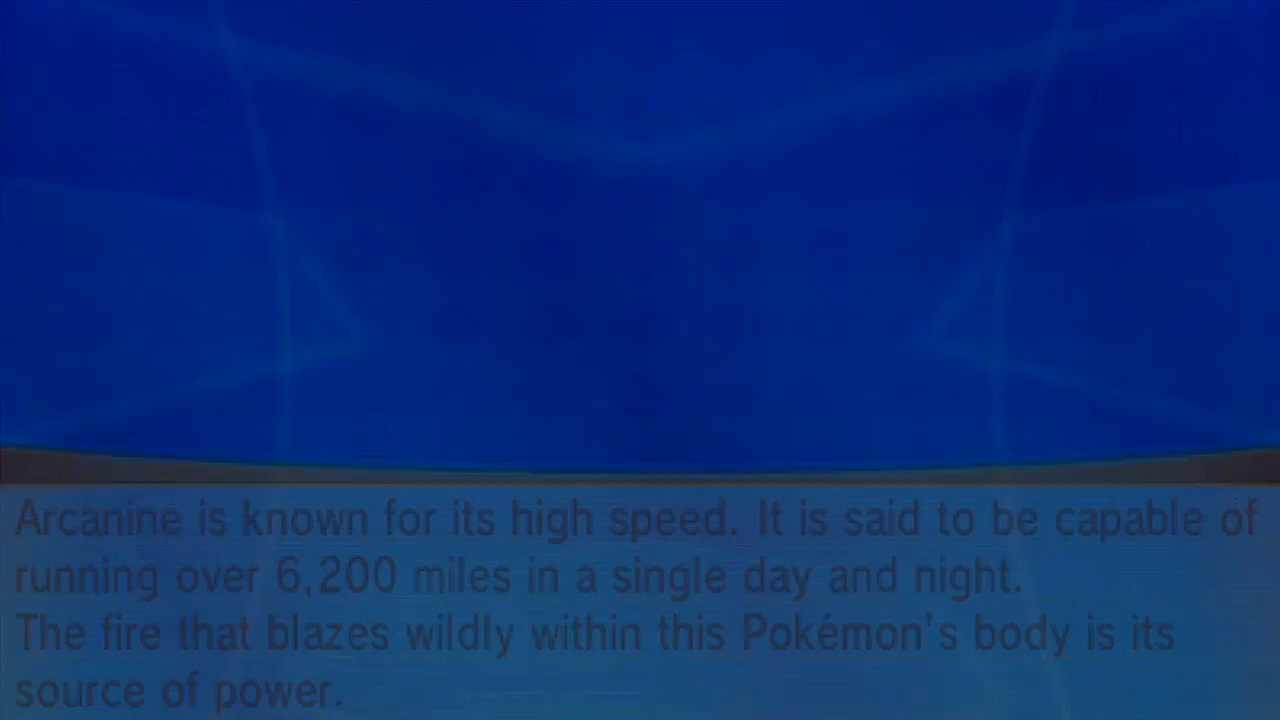 Arcanine is known for its high speed. It is said to be capable of
running over 6,200 miles in a single day and night.
The fire that blazes wildly within this Pokémon's body is its
source of power.